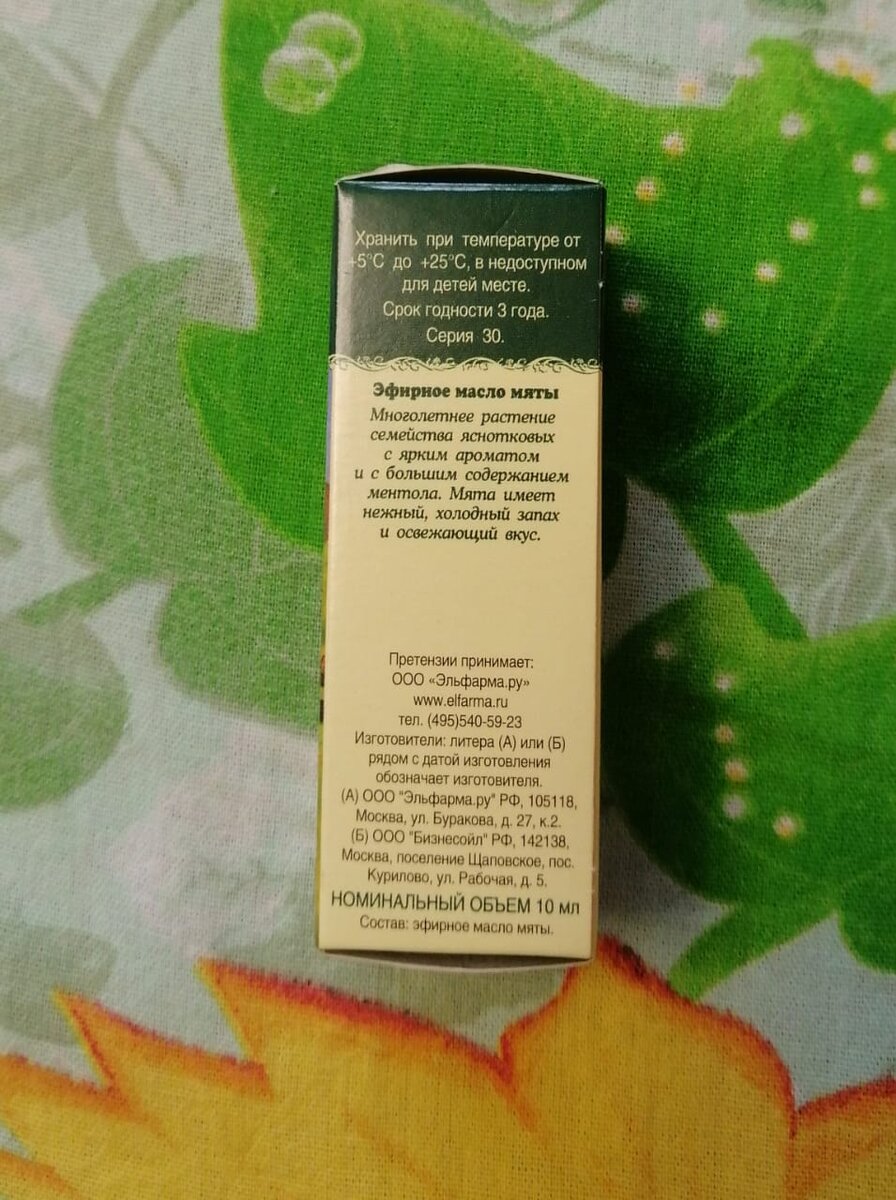 Хранить при температуре от
+5°C до +25°C, в недоступном
для детей месте.
Срок годности 3 года.
Серия 30.
Эфирное масло мяты
Многолетнее растение
семейства яснотковых
с ярким ароматом
и с большим содержанием
ментола. Мята имеет
нежный, холодный запах
и освежающий вкус.
Претензии принимает:
ООО «Эльфарма.ру»
www.elfarma.ru
тел. (495)540-59-23
Изготовители: литера (А) или (Б)
рядом с датой изготовления
обозначает изготовителя.
(А) ООО "Эльфарма.ру" РФ, 105118,
Москва, ул. Буракова, д. 27, к.2.
(Б) ООО "Бизнесойл" РФ, 142138,
Москва, поселение Щаповское, пос.
Курилово, ул. Рабочая, д. 5.
НОМИНАЛЬНЫЙ ОБЪЕМ 10 мл
Состав: эфирное масло мяты.